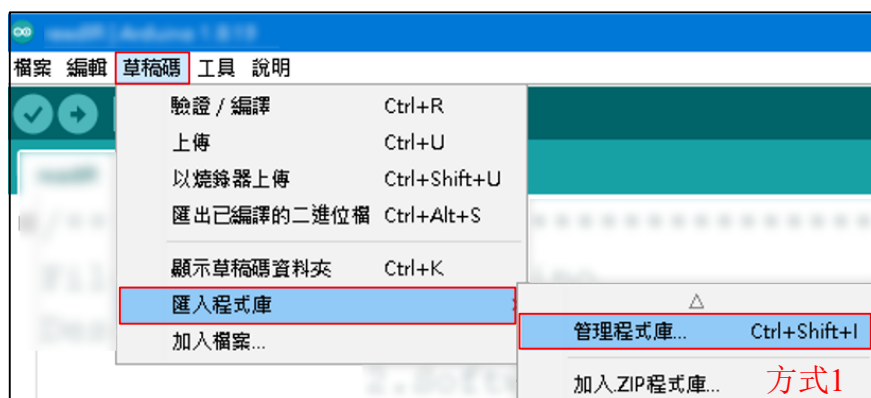 檔案 編輯 草稿碼 工具 說明
驗證 / 編譯 Ctrl+R
上傳 Ctrl+U
以燒錄器上傳 Ctrl+Shift+U
匯出已編譯的二進位檔 Ctrl+Alt+S
顯示草稿碼資料夾 Ctrl+K
匯入程式庫
加入檔案...
管理程式庫... Ctrl+Shift+I
加入.ZIP程式庫... 方式1